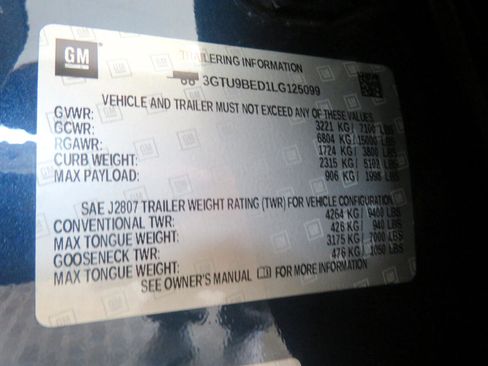 GM
TRAILERING INFORMATION
3GTU9BED1LG125099
VEHICLE AND TRAILER MUST NOT EXCEED ANY OF THESE VALUES
GVWR: 3221 KG/ 2100 LBS
GCWR: 6804 KG/ 15000 LBS
RGAWR: 1724 KG/ 3800 LBS
CURB WEIGHT: 2315 KG/ 5101 LBS
MAX PAYLOAD: 906 KG/ 1998 LBS
SAE J2807 TRAILER WEIGHT RATING (TWR) FOR VEHICLE CONFIGURATION
CONVENTIONAL TWR: 4264 KG/ 9400 LBS
MAX TONGUE WEIGHT: 426 KG/ 940 LBS
GOOSENECK TWR: 3175 KG/ 7000 LBS
MAX TONGUE WEIGHT: 476 KG/ 1050 LBS
SEE OWNER'S MANUAL FOR MORE INFORMATION